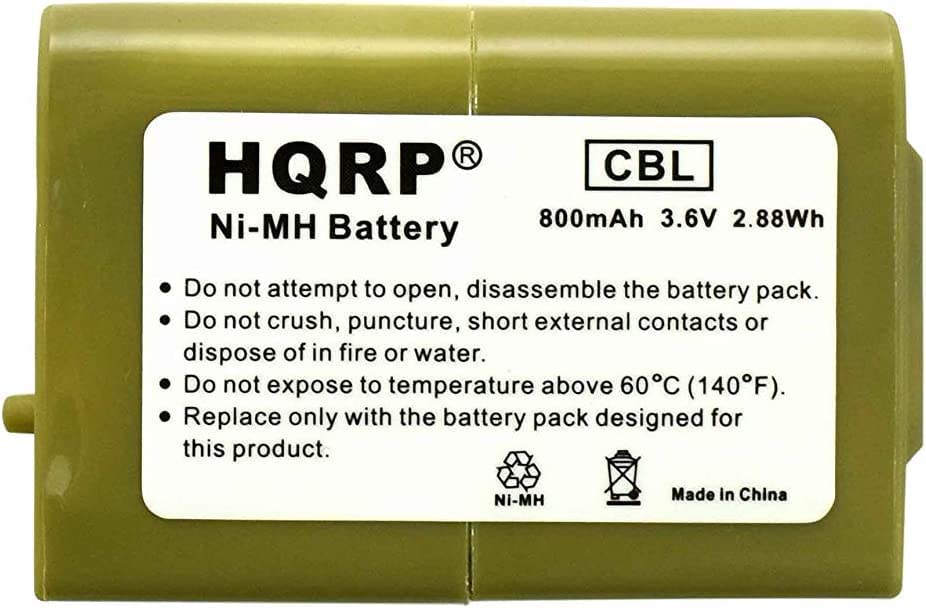 HQRP®
CBL
Ni-MH Battery
800mAh 3.6V 2.88Wh
• Do not attempt to open, disassemble the battery pack.
• Do not crush, puncture, short external contacts or
dispose of in fire or water.
• Do not expose to temperature above 60°C (140°F).
• Replace only with the battery pack designed for
this product.
Ni-MH
Made in China